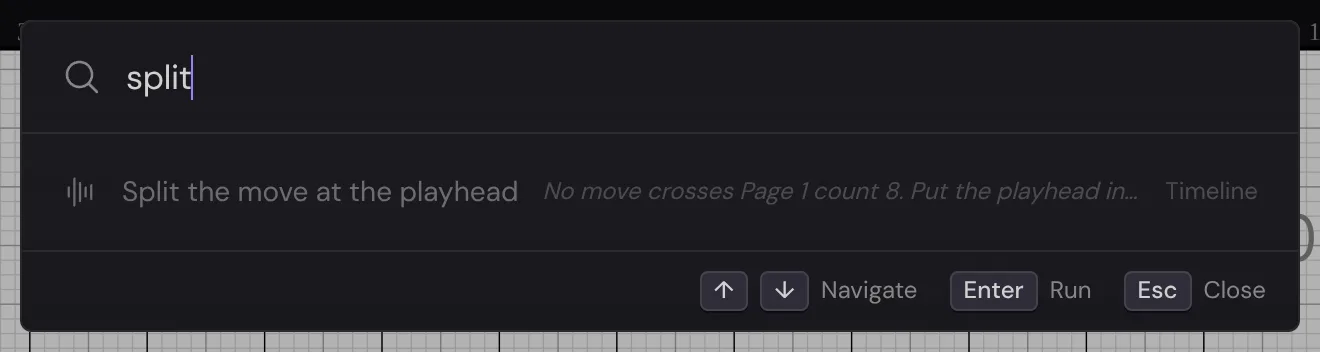 split
Split the move at the playhead No move crosses Page 1 count 8. Put the playhead in... Timeline
↑ ↓ Navigate Enter Run Esc Close